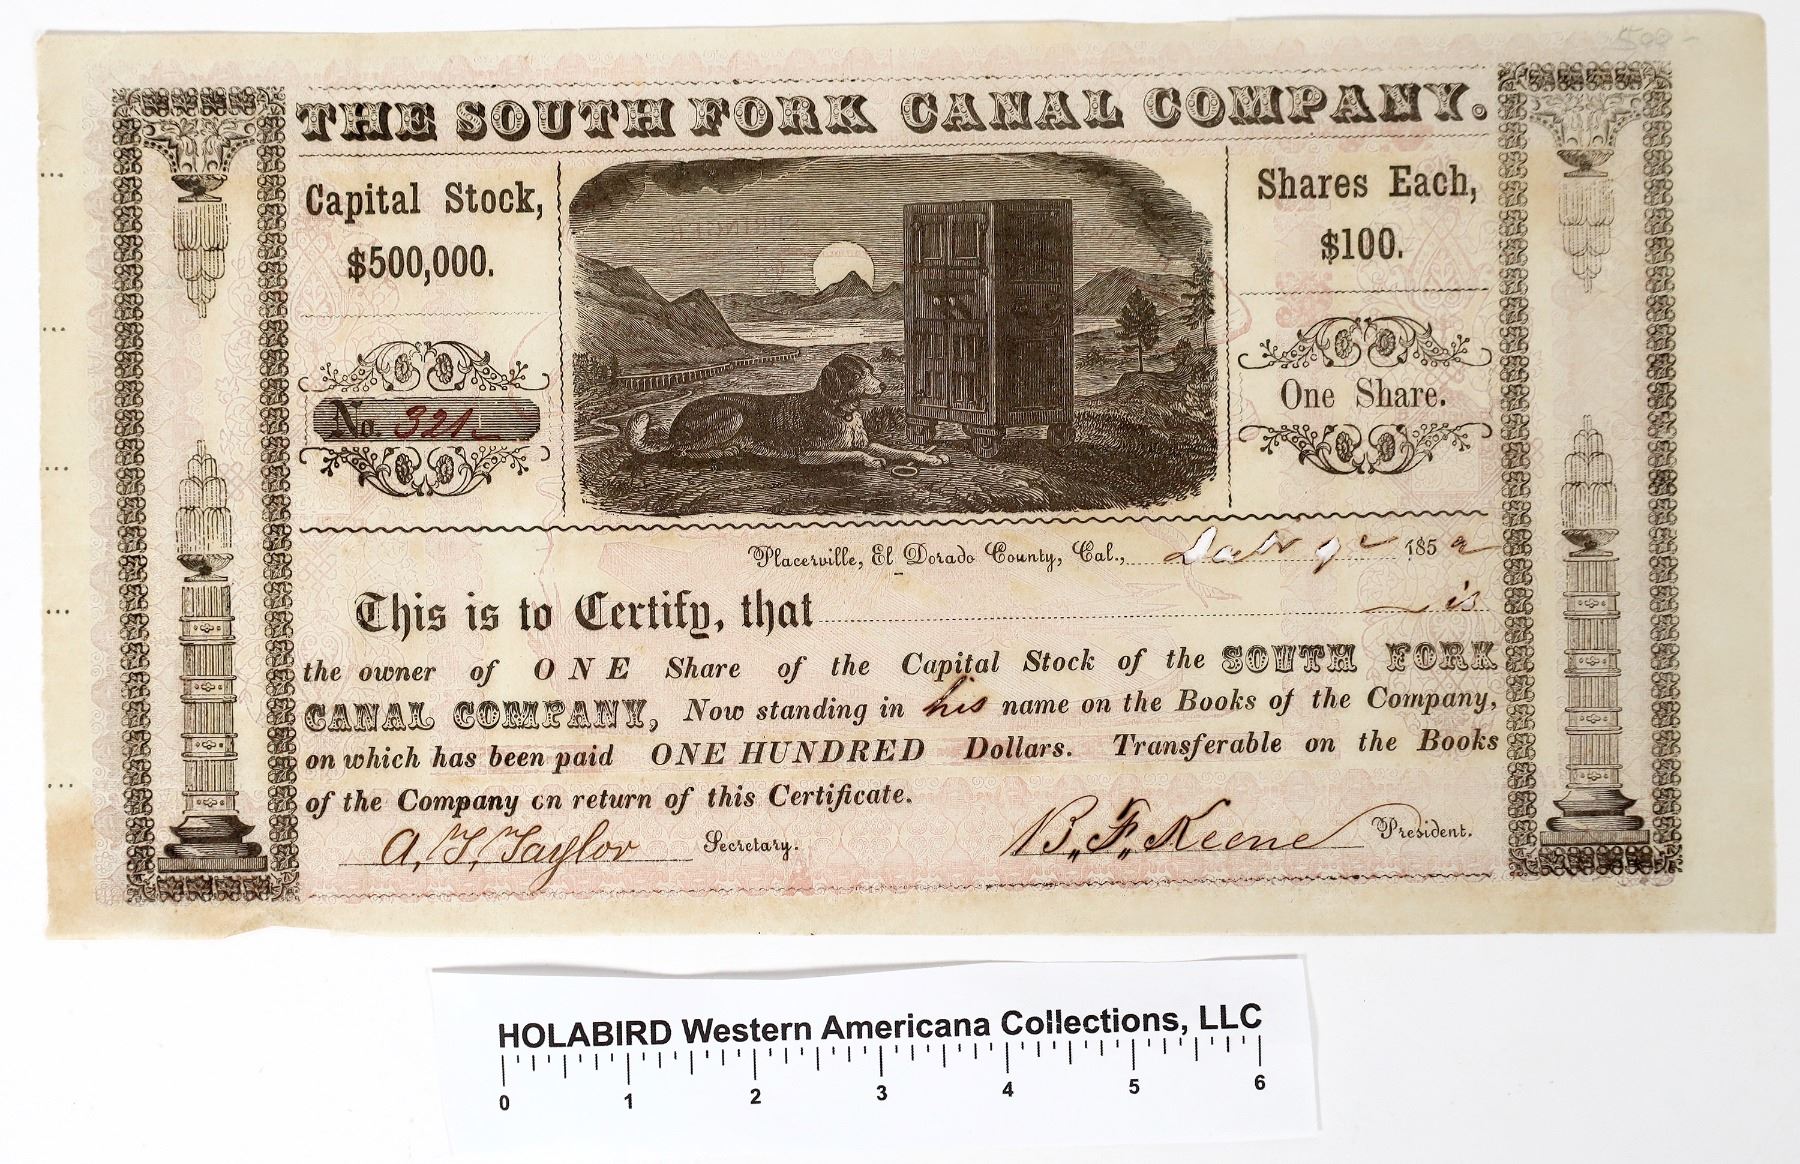 500 -
THE SOUTH FORK CANAL COMPANY.
Capital Stock,
$500,000.
Shares Each,
$100.
No. 321
One Share.
Placerville, El Dorado County, Cal., 185
This is to Certify, that is
the owner of ONE Share of the Capital Stock of the SOUTH FORK
CANAL COMPANY, Now standing in his name on the Books of the Company,
on which has been paid ONE HUNDRED Dollars. Transferable on the Books
of the Company on return of this Certificate.
A. T. Taylor Secretary. B. F. Keene President.
HOLABIRD Western Americana Collections, LLC
0 1 2 3 4 5 6